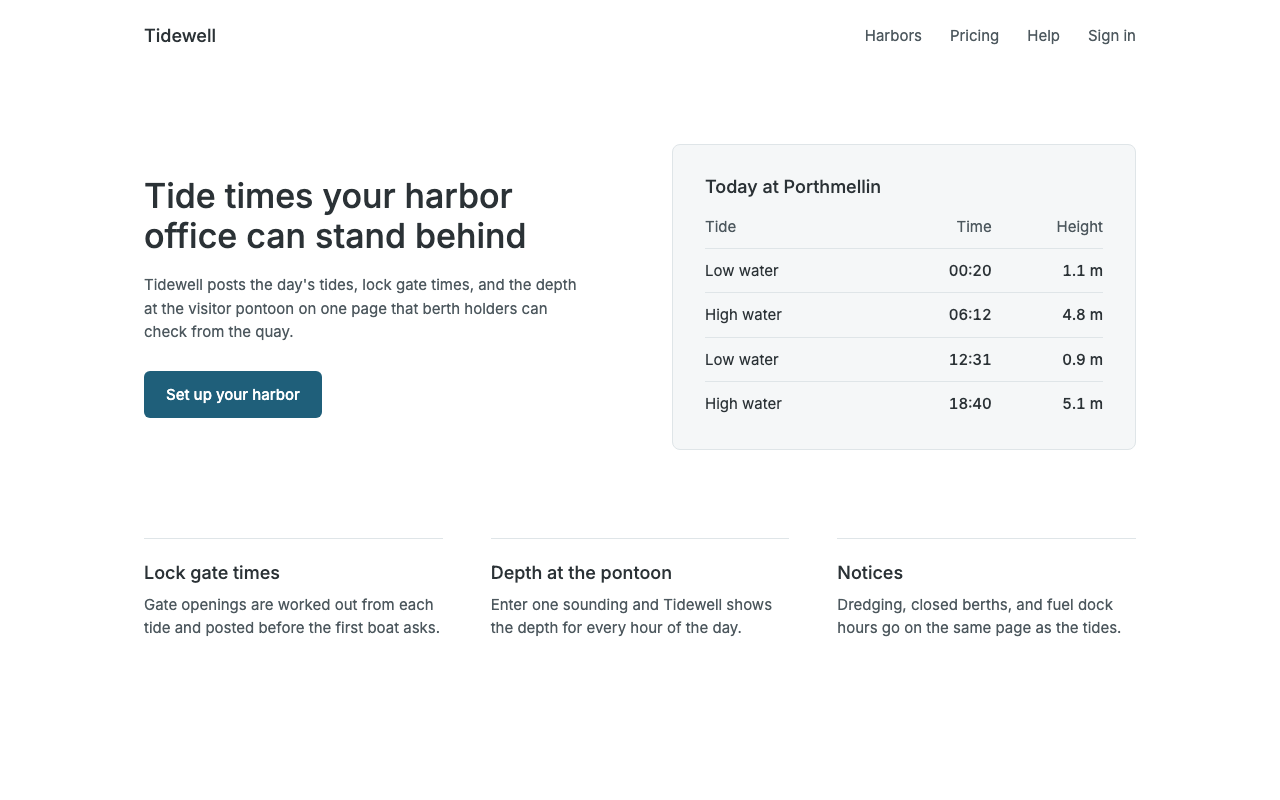 Tidewell
Harbors Pricing Help Sign in
Tide times your harbor
office can stand behind
Tidewell posts the day's tides, lock gate times, and the depth
at the visitor pontoon on one page that berth holders can
check from the quay.
Set up your harbor
Today at Porthmellin
Tide Time Height
Low water 00:20 1.1 m
High water 06:12 4.8 m
Low water 12:31 0.9 m
High water 18:40 5.1 m
Lock gate times
Gate openings are worked out from each
tide and posted before the first boat asks.
Depth at the pontoon
Enter one sounding and Tidewell shows
the depth for every hour of the day.
Notices
Dredging, closed berths, and fuel dock
hours go on the same page as the tides.